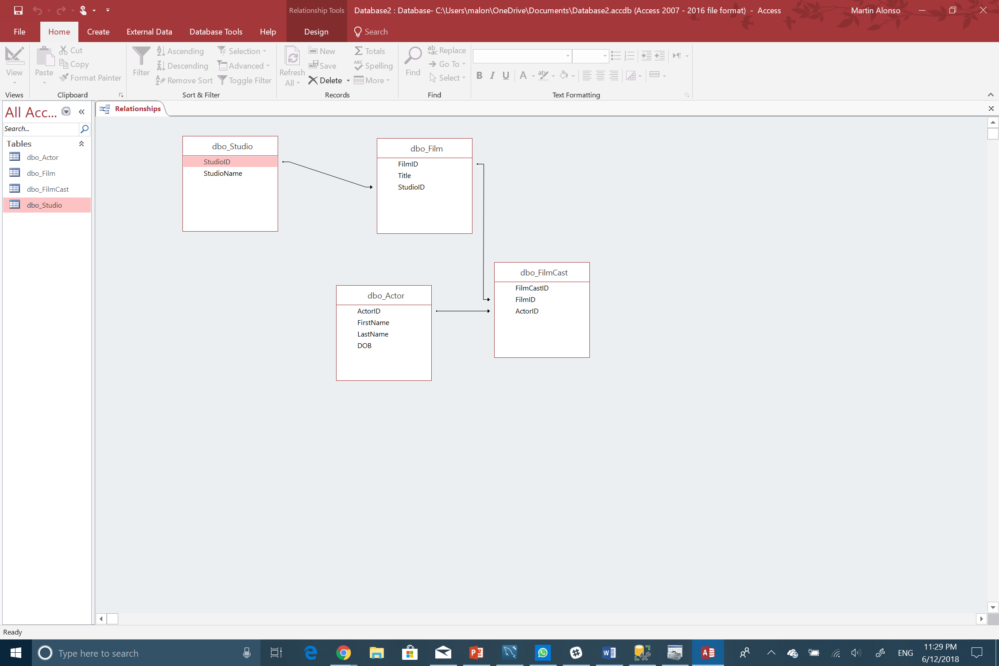 Relationship Tools
Database2 : Database- C:\Users\malon\OneDrive\Documents\Database2.accdb (Access 2007 - 2016 file format) - Access
Martin Alonso
File
Home
Create
External Data
Database Tools
Help
Design
Search
View
Views
Paste
Cut
Copy
Format Painter
Clipboard
Filter
Ascending
Descending
Remove Sort
Selection
Advanced
Toggle Filter
Sort & Filter
Refresh
All
New
Save
Delete
Totals
Spelling
More
Records
Find
Replace
Go To
Select
Find
B I U A
Text Formatting
All Acc...
Search...
Tables
dbo_Actor
dbo_Film
dbo_FilmCast
dbo_Studio
Relationships
dbo_Studio
StudioID
StudioName
dbo_Film
FilmID
Title
StudioID
dbo_Actor
ActorID
FirstName
LastName
DOB
dbo_FilmCast
FilmCastID
FilmID
ActorID
Ready
Type here to search
ENG
11:29 PM
6/12/2018